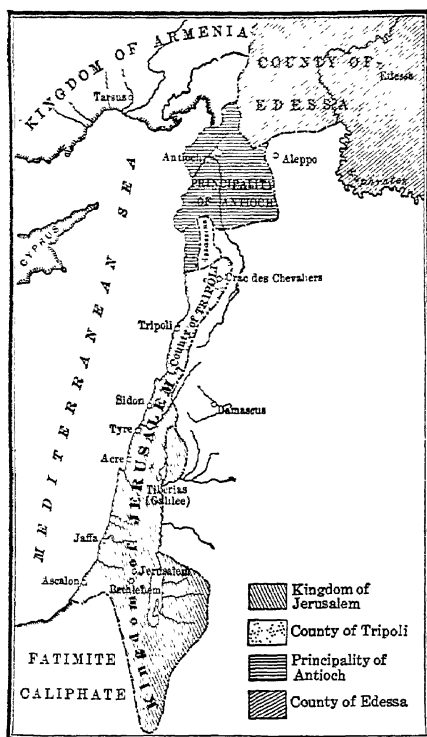 KINGDOM OF ARMENIA
COUNTY OF
EDESSA
Edessa
Tarsus
Antioch
Aleppo
PRINCIPALITY
OF ANTIOCH
Euphrates
CYPRUS
MEDITERRANEAN SEA
Crac des Chevaliers
Tripoli
County of TRIPOLI
Sidon
Damascus
Tyre
Acre
Tiberias
(Galilee)
Jaffa
Jerusalem
Ascalon
Bethlehem
Kingdom of JERUSALEM
FATIMITE
CALIPHATE
Kingdom of
Jerusalem
County of Tripoli
Principality of
Antioch
County of Edessa